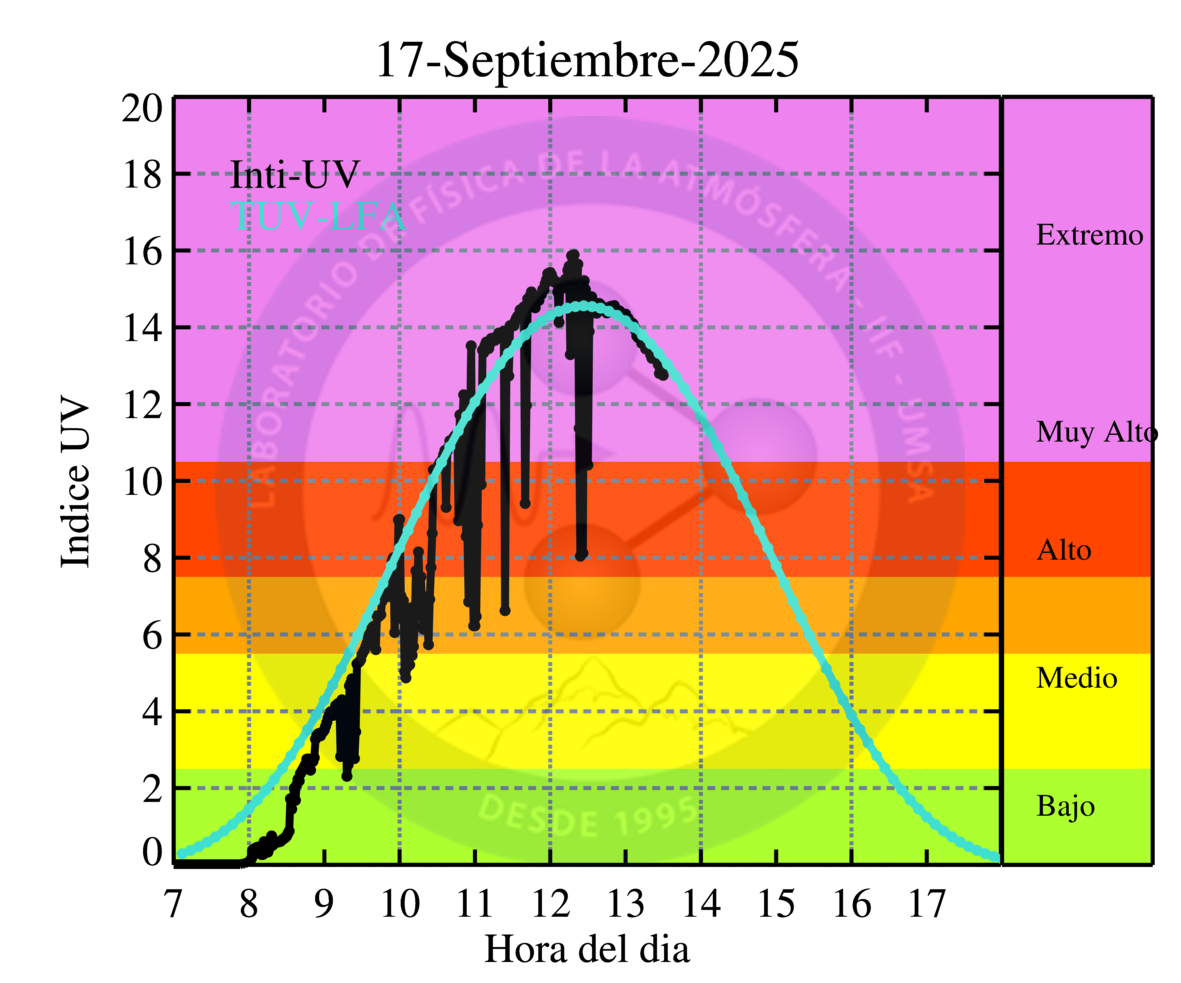 17-Septiembre-2025
20
18
16
14
12
10
8
6
4
2
0
Indice UV
Inti-UV
TUV-LFA
LABORATORIO DE FÍSICA DE LA ATMÓSFERA - IIF - UMSA
DESDE 1995
Extremo
Muy Alto
Alto
Medio
Bajo
7 8 9 10 11 12 13 14 15 16 17
Hora del dia